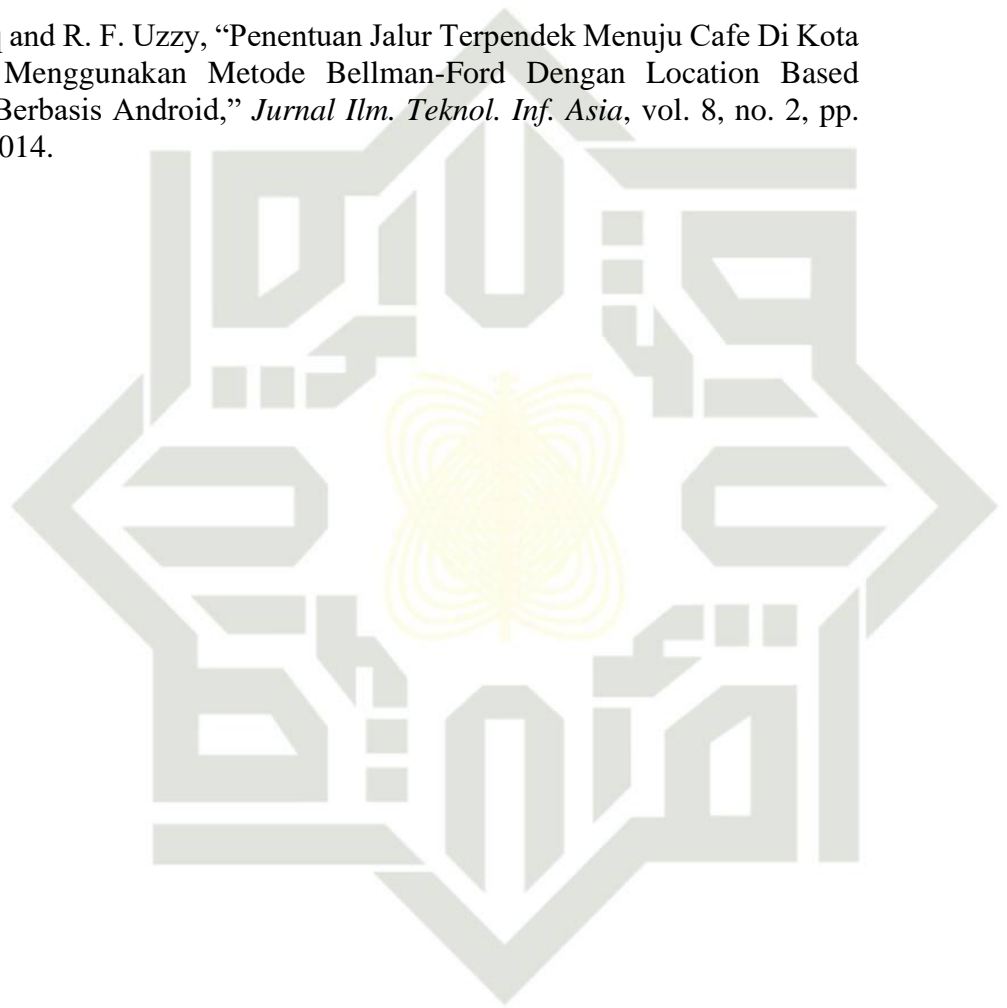 and R. F. Uzzy, “Penentuan Jalur Terpendek Menuju Cafe Di Kota
Menggunakan Metode Bellman-Ford Dengan Location Based
Berbasis Android,” Jurnal Ilm. Teknol. Inf. Asia, vol. 8, no. 2, pp.
014.